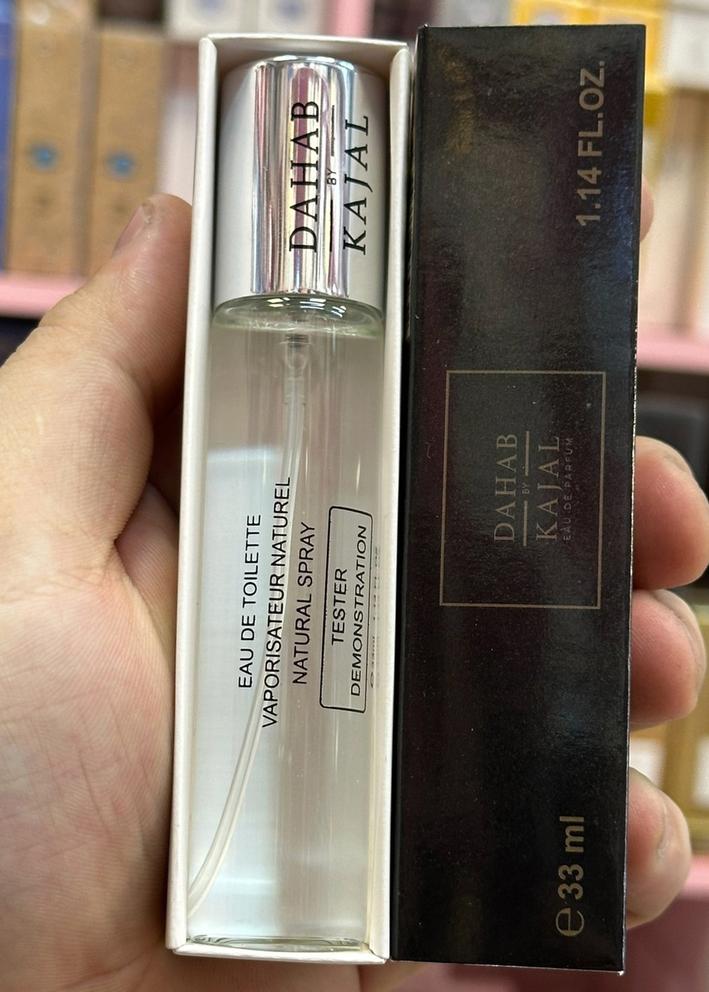 DAHAB
BY
KAJAL
EAU DE TOILETTE
VAPORISATEUR NATUREL
NATURAL SPRAY
TESTER
DEMONSTRATION
1.14 FL.OZ.
DAHAB
BY
KAJAL
EAU DE PARFUM
e 33 ml